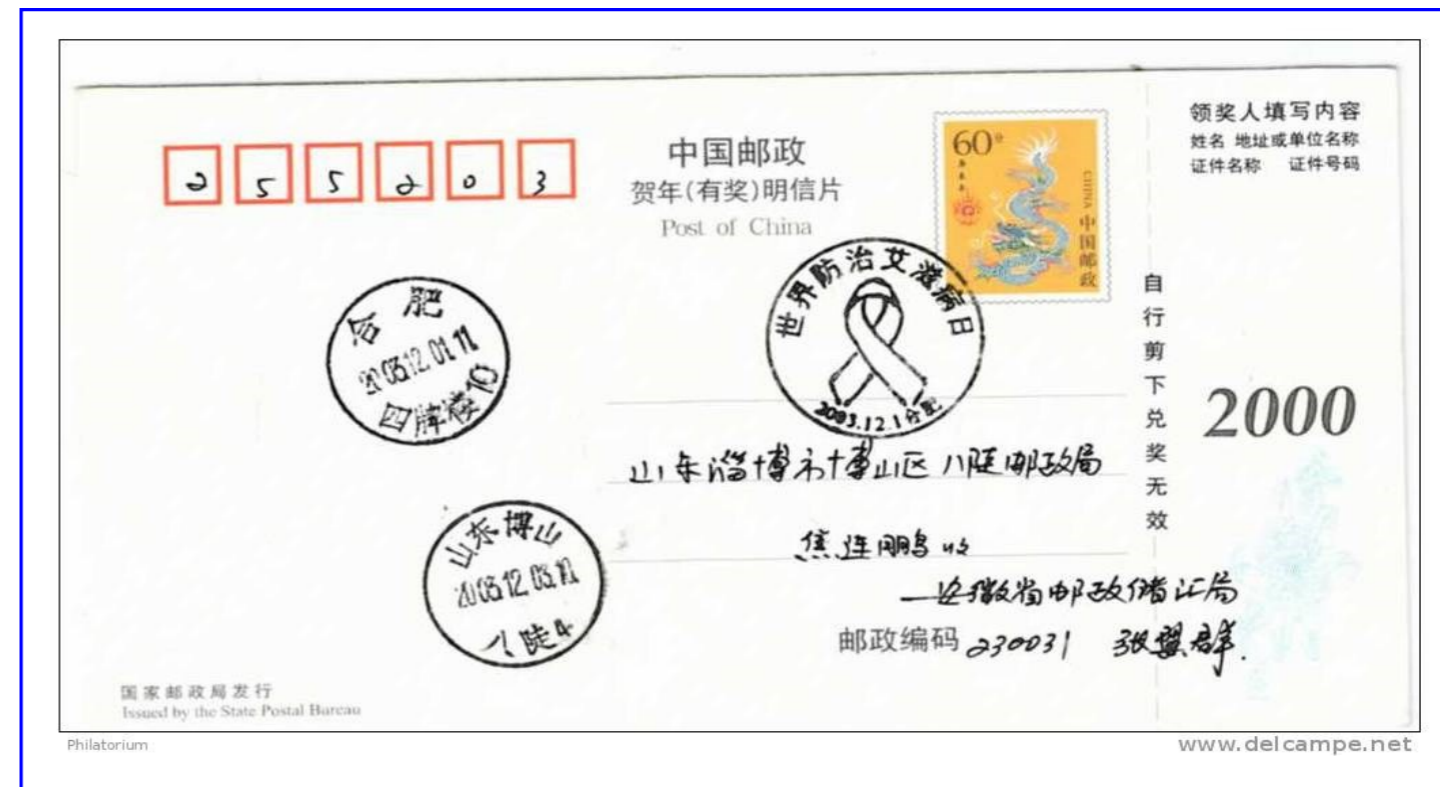 255203
中国邮政
贺年(有奖)明信片
Post of China
60分
CHINA
中国邮政
领奖人填写内容
姓名 地址或单位名称
证件名称 证件号码
自行剪下兑奖无效
2000
世界防治艾滋病日
2003.12.1合肥
合肥
2003.12.01.11
四牌楼10
山东淄博市博山区八陡邮政局
焦连鹏收
山东博山
2003.12.03
八陡4
安徽省邮政储汇局
邮政编码 230031
国家邮政局发行
Issued by the State Postal Bureau
Philatorium
www.delcampe.net